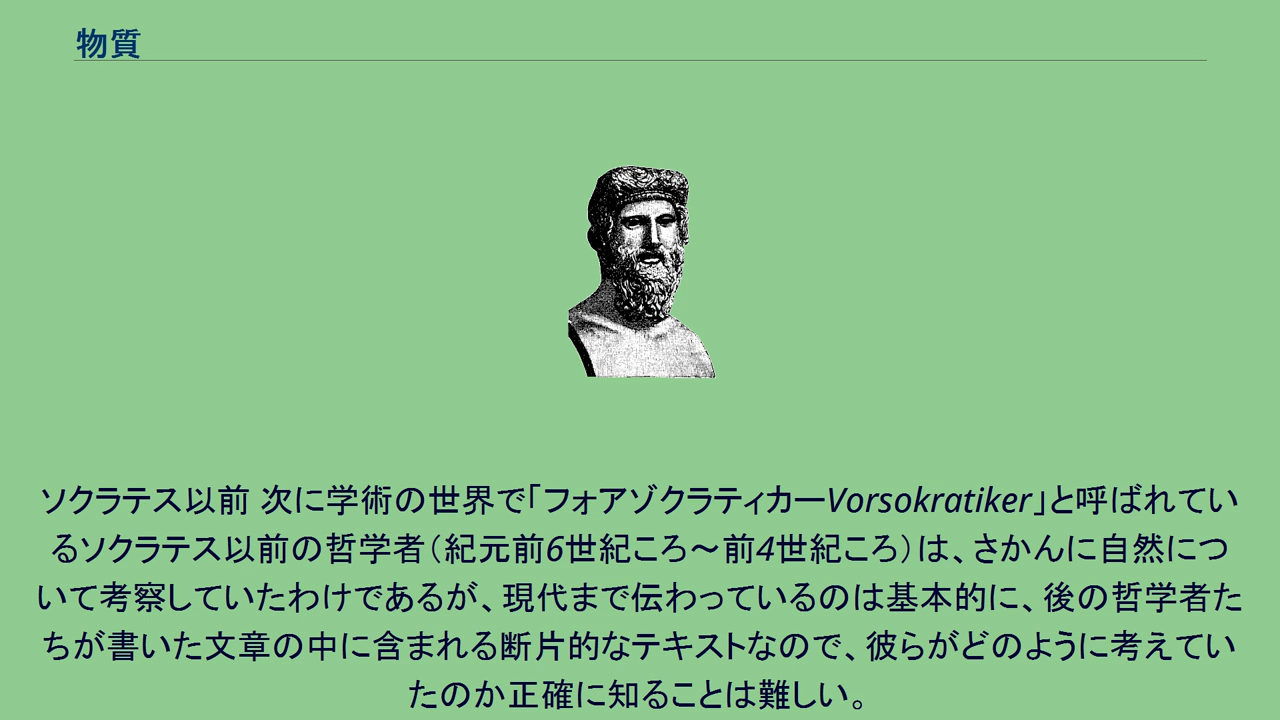 物質
ソクラテス以前 次に学術の世界で「フォアゾクラティカーVorsokratiker」と呼ばれてい
るソクラテス以前の哲学者（紀元前6世紀ころ～前4世紀ころ）は、さかんに自然につ
いて考察していたわけであるが、現代まで伝わっているのは基本的に、後の哲学者た
ちが書いた文章の中に含まれる断片的なテキストなので、彼らがどのように考えてい
たのか正確に知ることは難しい。